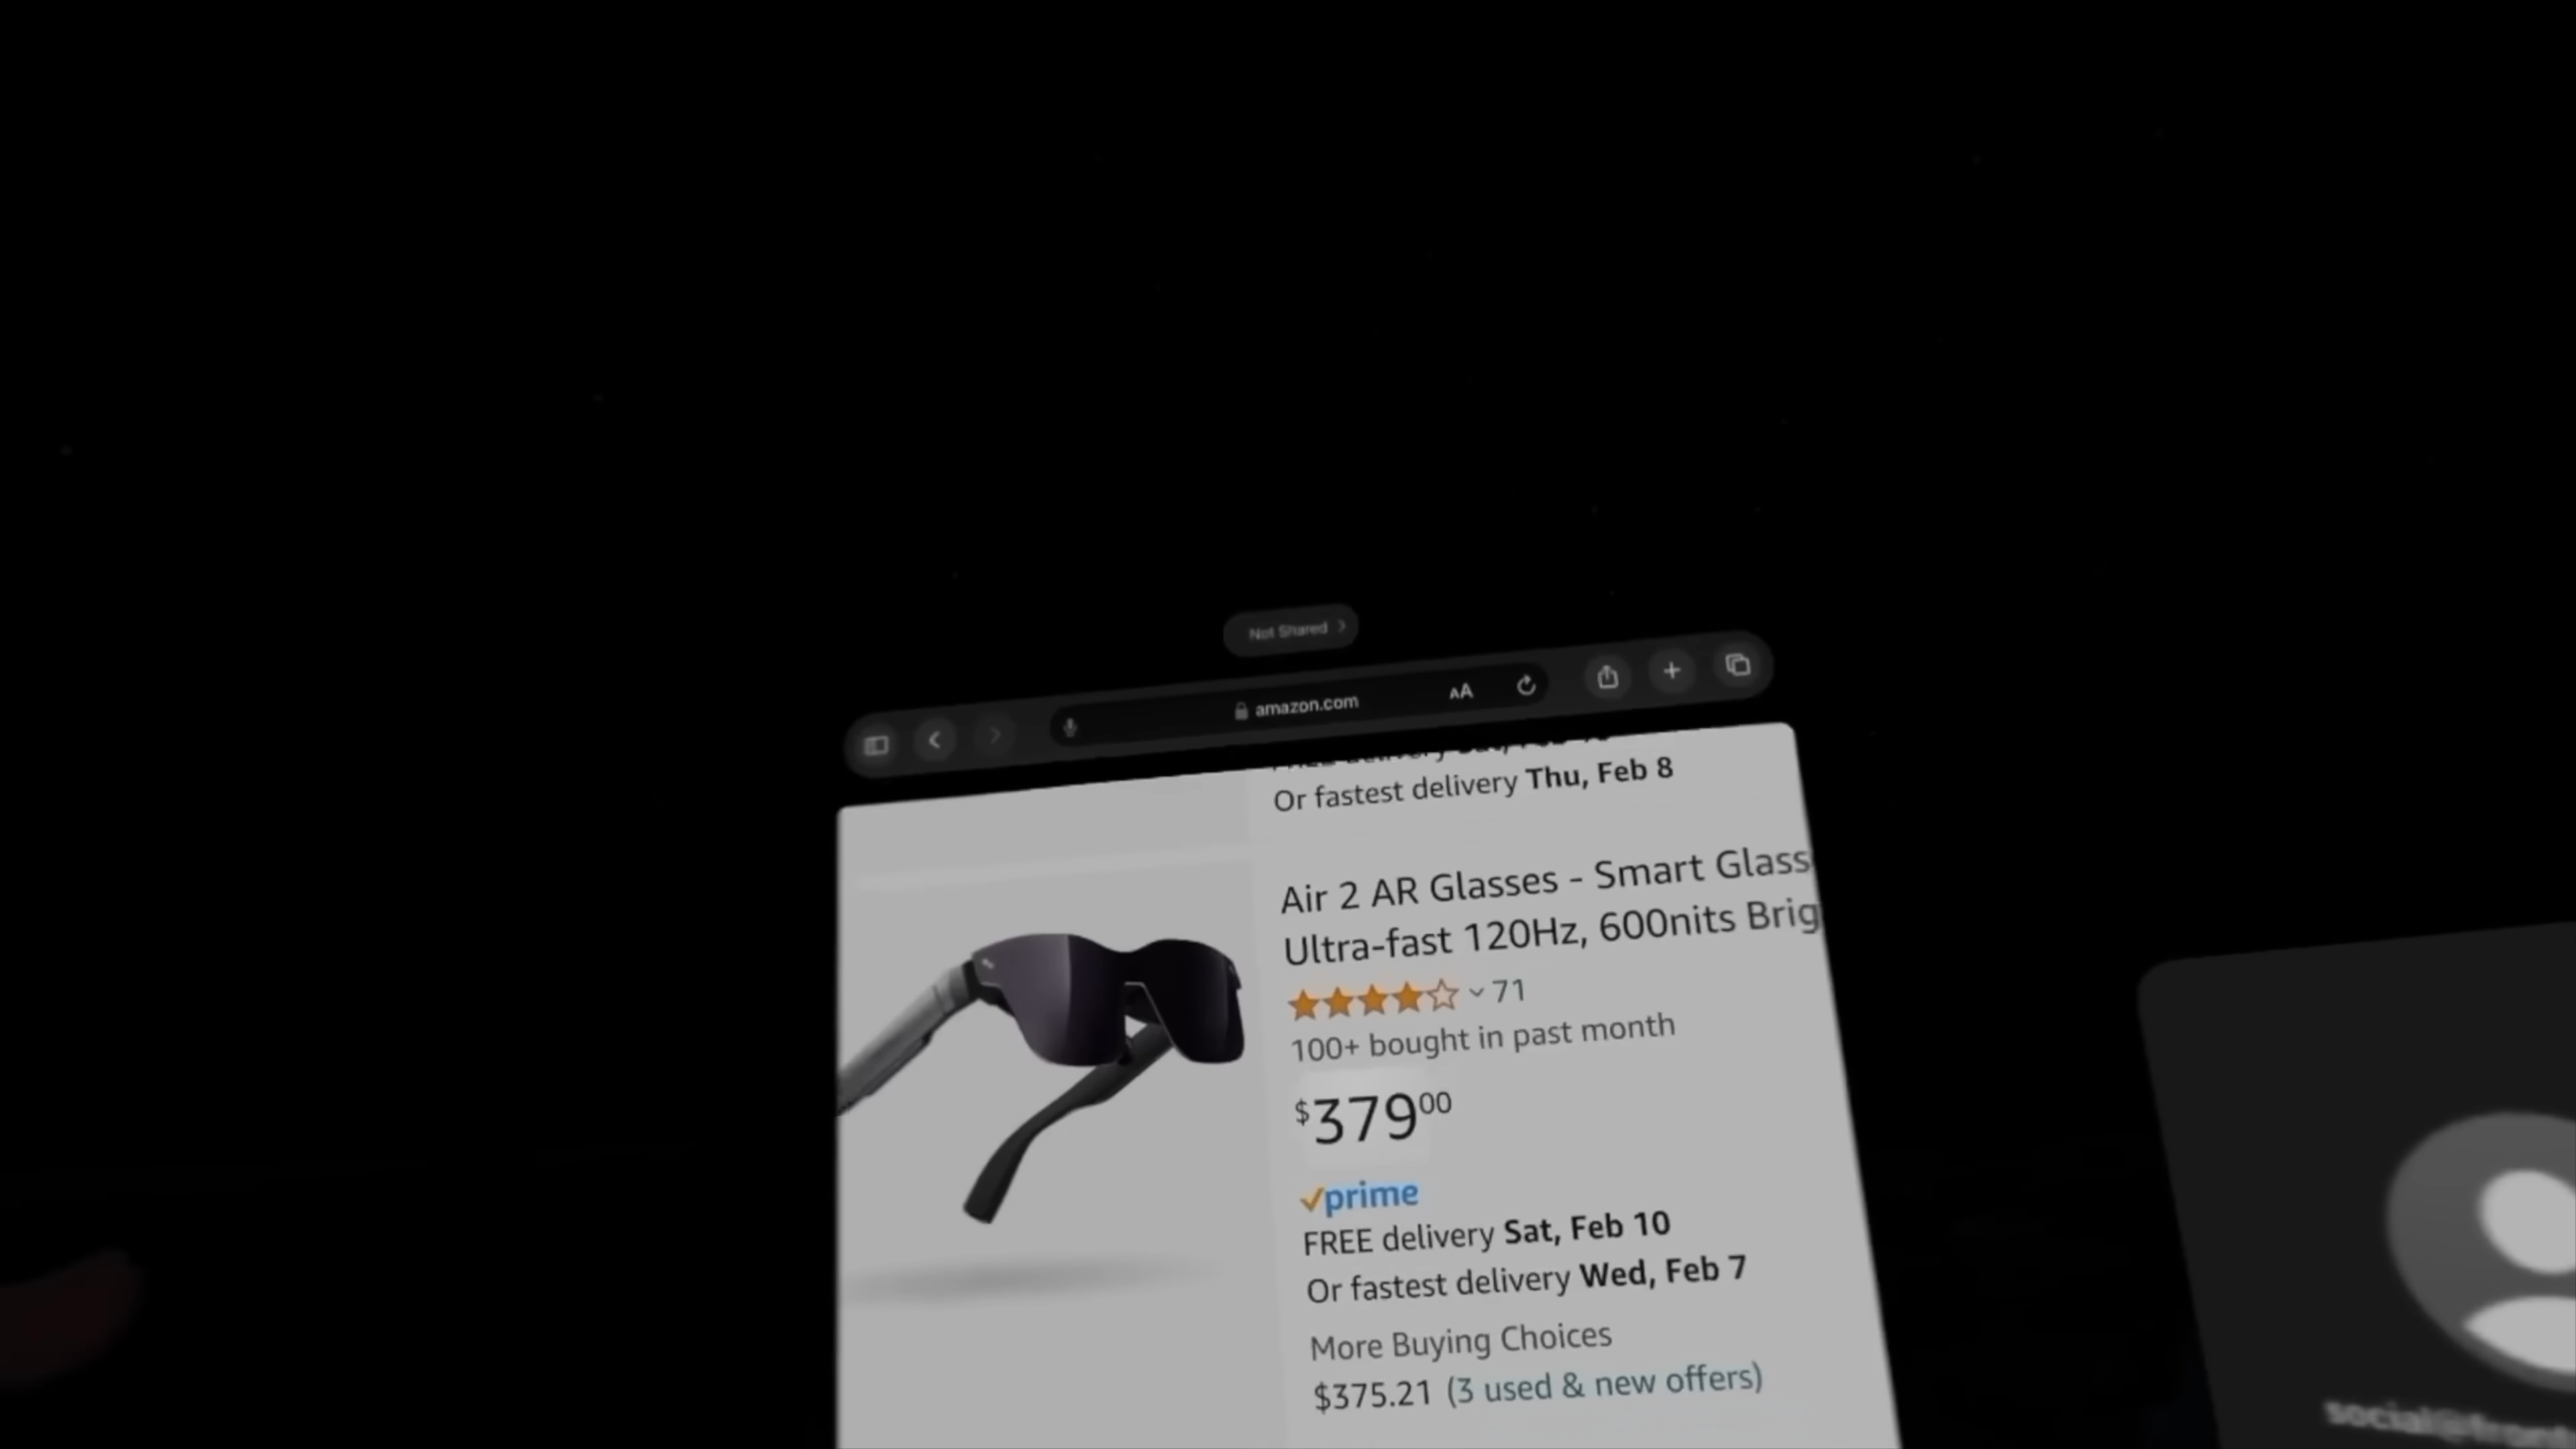 Not Shared
amazon.com
AA
Or fastest delivery Thu, Feb 8
Air 2 AR Glasses - Smart Glass
Ultra-fast 120Hz, 600nits Brig
71
100+ bought in past month
$37900
prime
FREE delivery Sat, Feb 10
Or fastest delivery Wed, Feb 7
More Buying Choices
$375.21 (3 used & new offers)